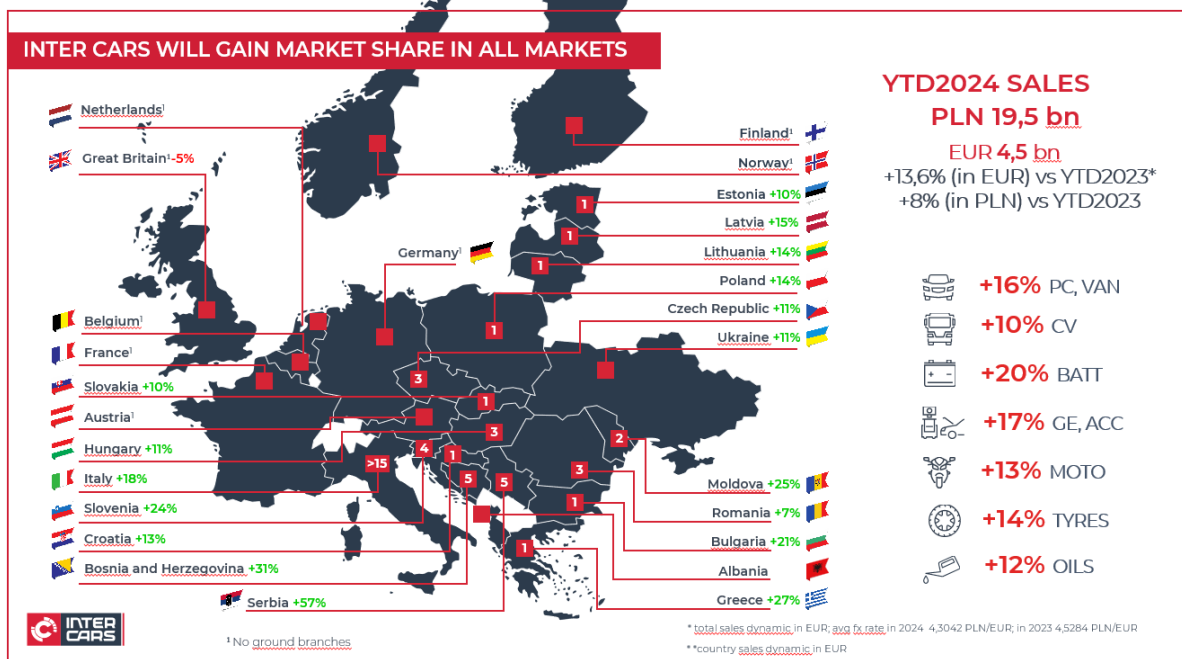 INTER CARS WILL GAIN MARKET SHARE IN ALL MARKETS
Netherlands¹
Great Britain¹-5%
Belgium¹
France¹
Slovakia +10%
Austria¹
Hungary +11%
Italy +18%
Slovenia +24%
Croatia +13%
Bosnia and Herzegovina +31%
Serbia +57%
Germany¹
Finland¹
Norway¹
Estonia +10%
Latvia +15%
Lithuania +14%
Poland +14%
Czech Republic +11%
Ukraine +11%
Moldova +25%
Romania +7%
Bulgaria +21%
Albania
Greece +27%
1
1
1
1
3
1
3
2
4
1
>15
5
5
3
1
1
YTD2024 SALES
PLN 19,5 bn
EUR 4,5 bn
+13,6% (in EUR) vs YTD2023*
+8% (in PLN) vs YTD2023
+16% PC, VAN
+10% CV
+20% BATT
+17% GE, ACC
+13% MOTO
+14% TYRES
+12% OILS
INTER
CARS
¹ No ground branches
* total sales dynamic in EUR; avg fx rate in 2024 4,3042 PLN/EUR; in 2023 4,5284 PLN/EUR
* *country sales dynamic in EUR